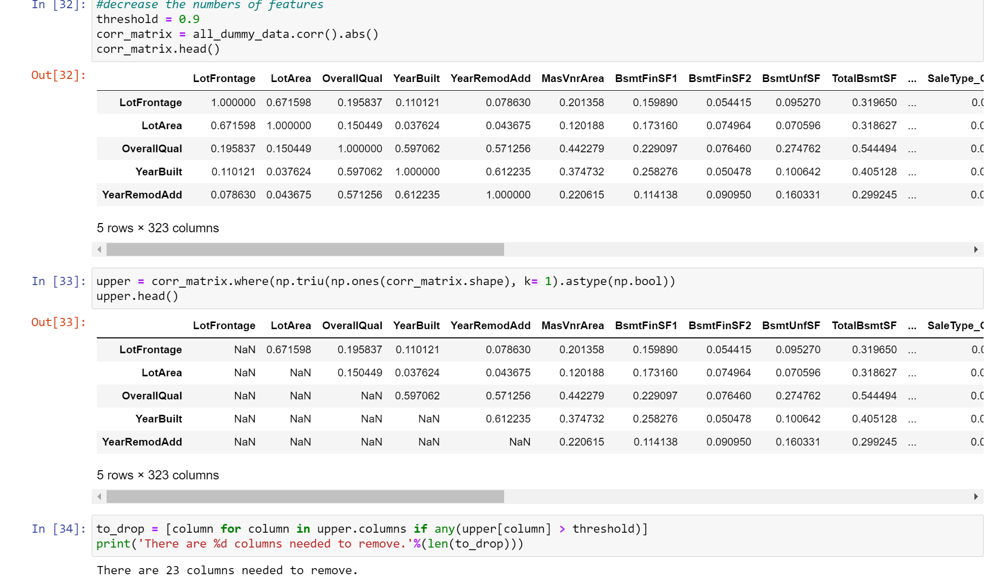 In [32]: #decrease the numbers of features
threshold = 0.9
corr_matrix = all_dummy_data.corr().abs()
corr_matrix.head()
Out[32]:
LotFrontage LotArea OverallQual YearBuilt YearRemodAdd MasVnrArea BsmtFinSF1 BsmtFinSF2 BsmtUnfSF TotalBsmtSF ... SaleType_C
LotFrontage 1.000000 0.671598 0.195837 0.110121 0.078630 0.201358 0.159890 0.054415 0.095270 0.319650 ... 0.0
LotArea 0.671598 1.000000 0.150449 0.037624 0.043675 0.120188 0.173160 0.074964 0.070596 0.318627 ... 0.0
OverallQual 0.195837 0.150449 1.000000 0.597062 0.571256 0.442279 0.229097 0.076460 0.274762 0.544494 ... 0.0
YearBuilt 0.110121 0.037624 0.597062 1.000000 0.612235 0.374732 0.258276 0.050478 0.100642 0.405128 ... 0.0
YearRemodAdd 0.078630 0.043675 0.571256 0.612235 1.000000 0.220615 0.114138 0.090950 0.160331 0.299245 ... 0.0
5 rows × 323 columns
In [33]: upper = corr_matrix.where(np.triu(np.ones(corr_matrix.shape), k= 1).astype(np.bool))
upper.head()
Out[33]:
LotFrontage LotArea OverallQual YearBuilt YearRemodAdd MasVnrArea BsmtFinSF1 BsmtFinSF2 BsmtUnfSF TotalBsmtSF ... SaleType_C
LotFrontage NaN 0.671598 0.195837 0.110121 0.078630 0.201358 0.159890 0.054415 0.095270 0.319650 ... 0.0
LotArea NaN NaN 0.150449 0.037624 0.043675 0.120188 0.173160 0.074964 0.070596 0.318627 ... 0.0
OverallQual NaN NaN NaN 0.597062 0.571256 0.442279 0.229097 0.076460 0.274762 0.544494 ... 0.0
YearBuilt NaN NaN NaN NaN 0.612235 0.374732 0.258276 0.050478 0.100642 0.405128 ... 0.0
YearRemodAdd NaN NaN NaN NaN NaN 0.220615 0.114138 0.090950 0.160331 0.299245 ... 0.0
5 rows × 323 columns
In [34]: to_drop = [column for column in upper.columns if any(upper[column] > threshold)]
print('There are %d columns needed to remove.'%(len(to_drop)))
There are 23 columns needed to remove.